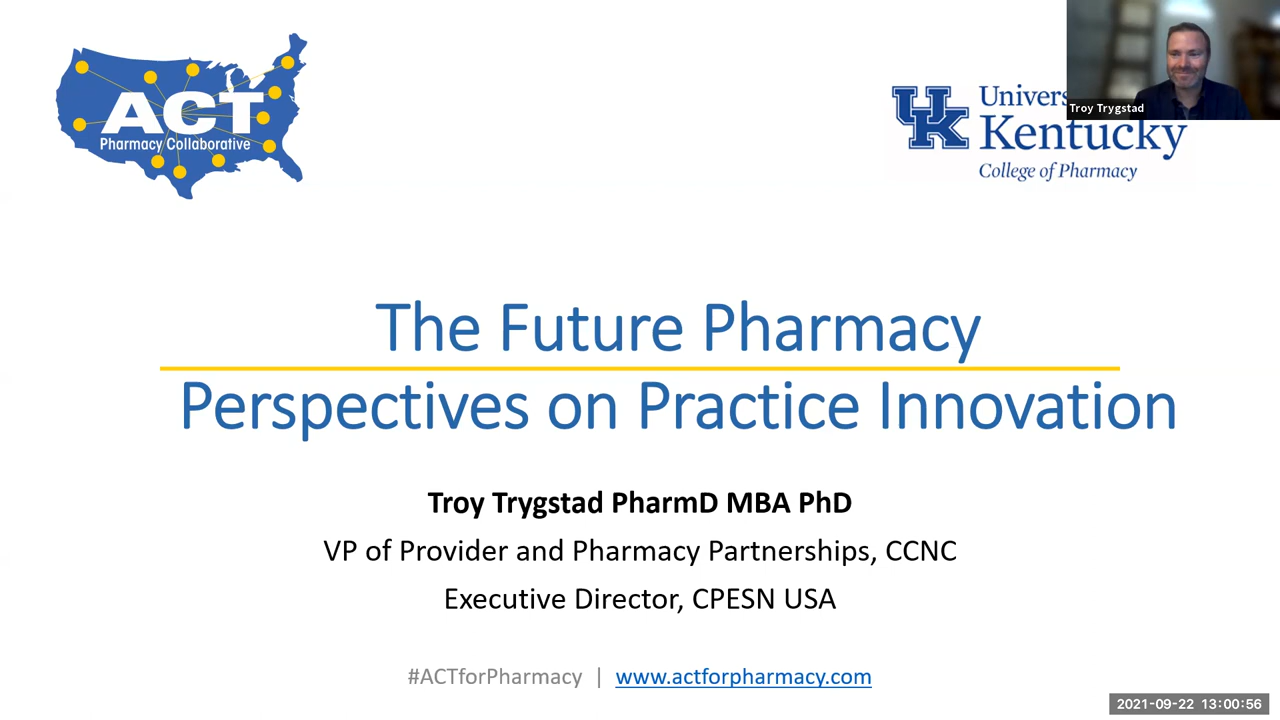 ACT
Pharmacy Collaborative
UK
Kentucky
College of Pharmacy
Troy Trygstad
The Future Pharmacy
Perspectives on Practice Innovation
Troy Trygstad PharmD MBA PhD
VP of Provider and Pharmacy Partnerships, CCNC
Executive Director, CPESN USA
#ACTforPharmacy | www.actforpharmacy.com
2021-09-22 13:00:56